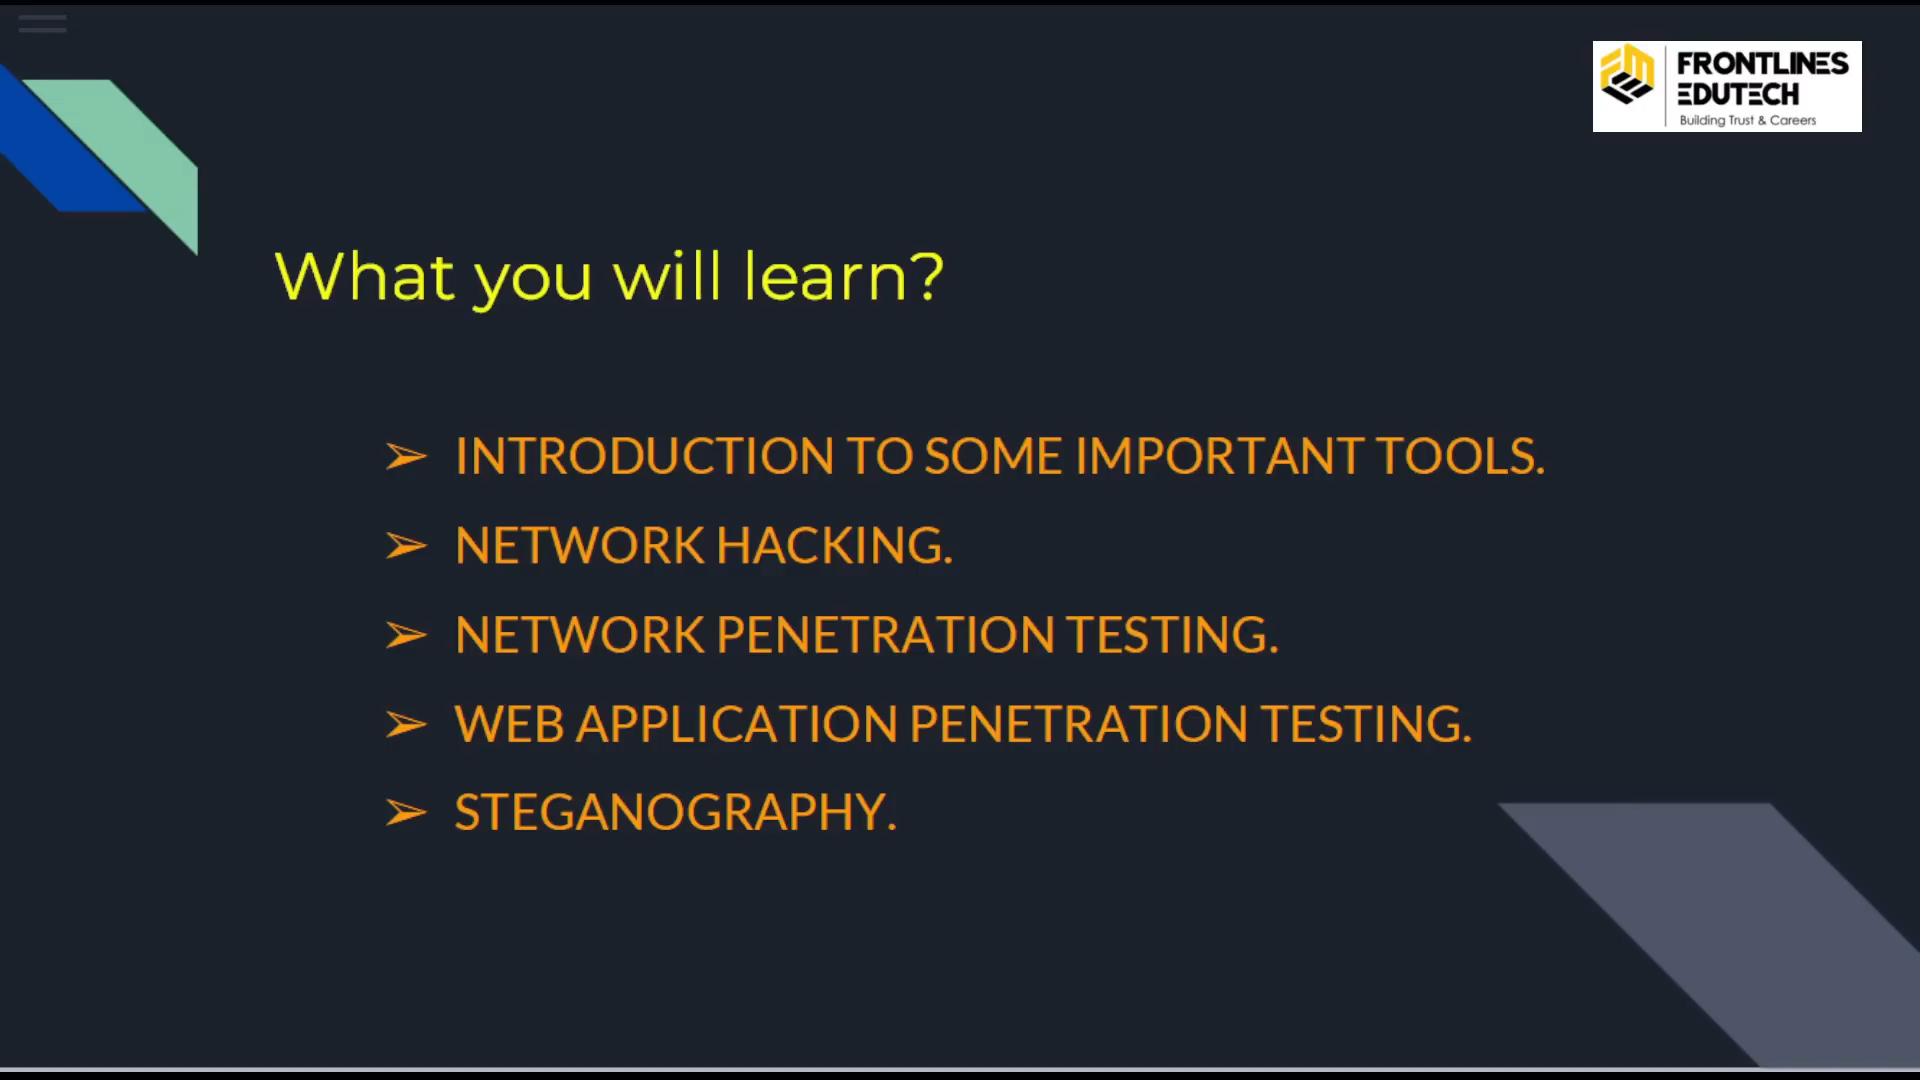 FRONTLINES
EDUTECH
Building Trust & Careers
What you will learn?
➢ INTRODUCTION TO SOME IMPORTANT TOOLS.
➢ NETWORK HACKING.
➢ NETWORK PENETRATION TESTING.
➢ WEB APPLICATION PENETRATION TESTING.
➢ STEGANOGRAPHY.